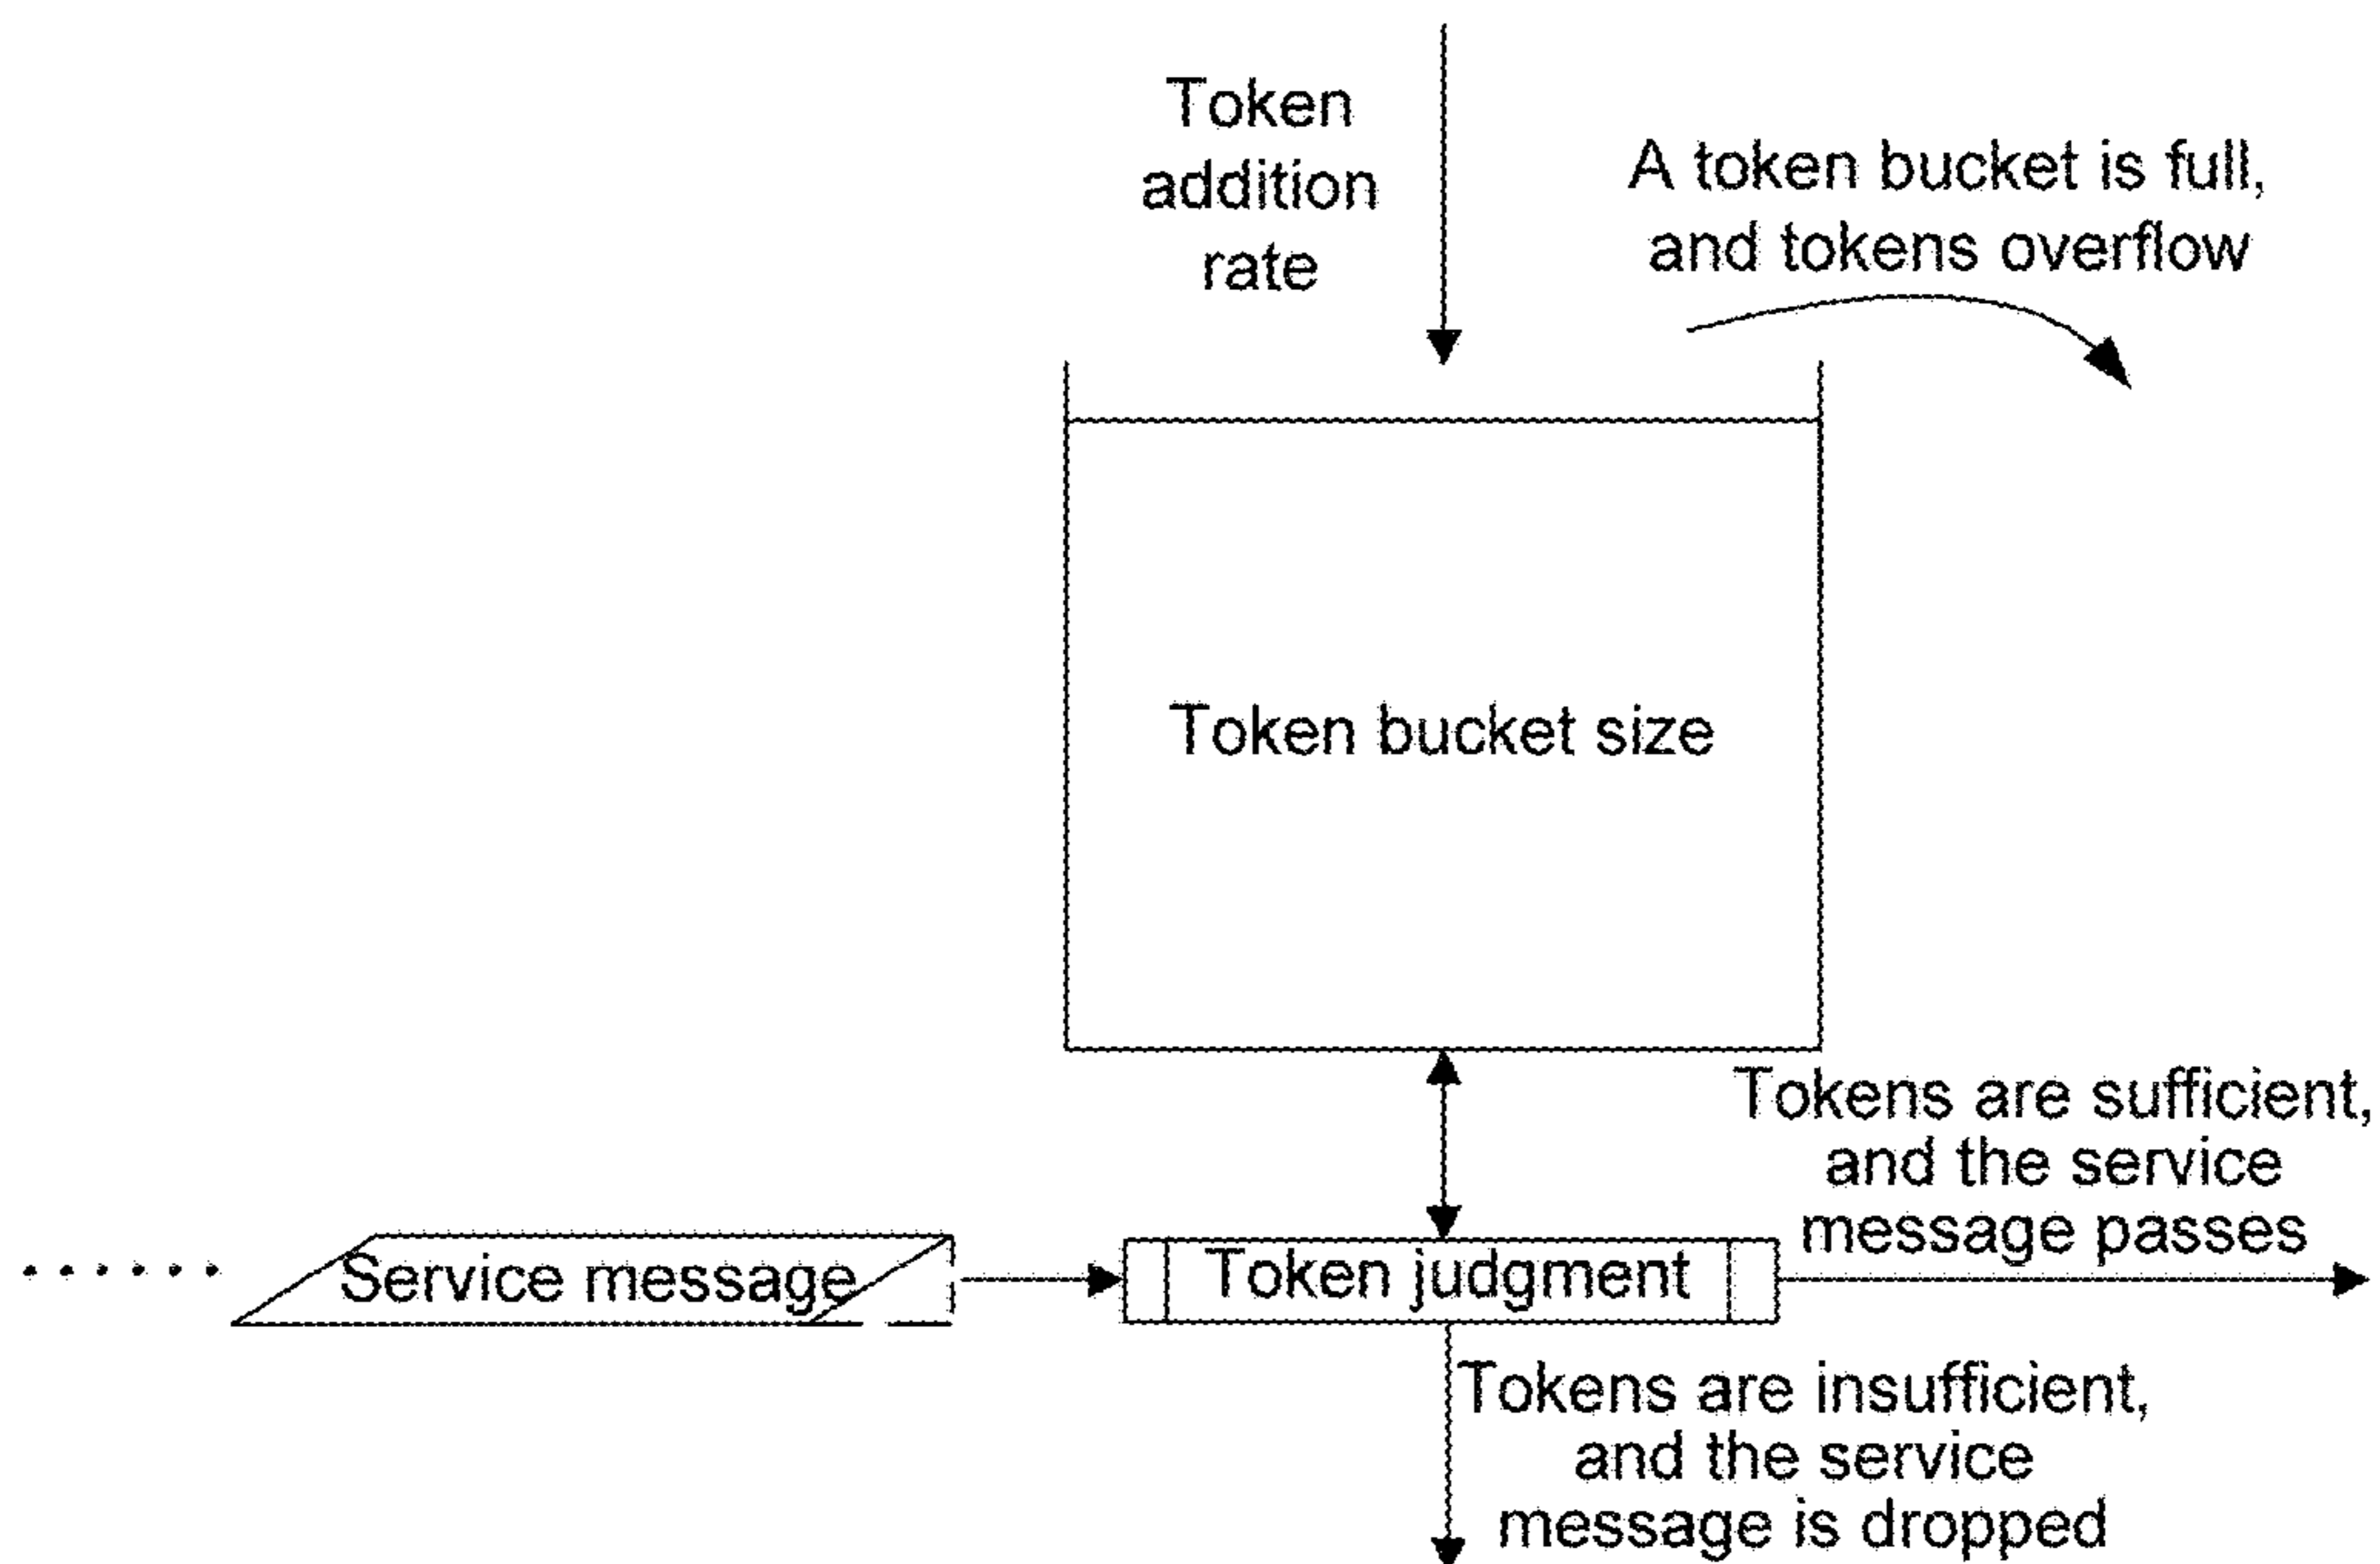 Token
addition
rate
A token bucket is full,
and tokens overflow
Token bucket size
Tokens are sufficient,
and the service
message passes
Service message
Token judgment
Tokens are insufficient,
and the service
message is dropped